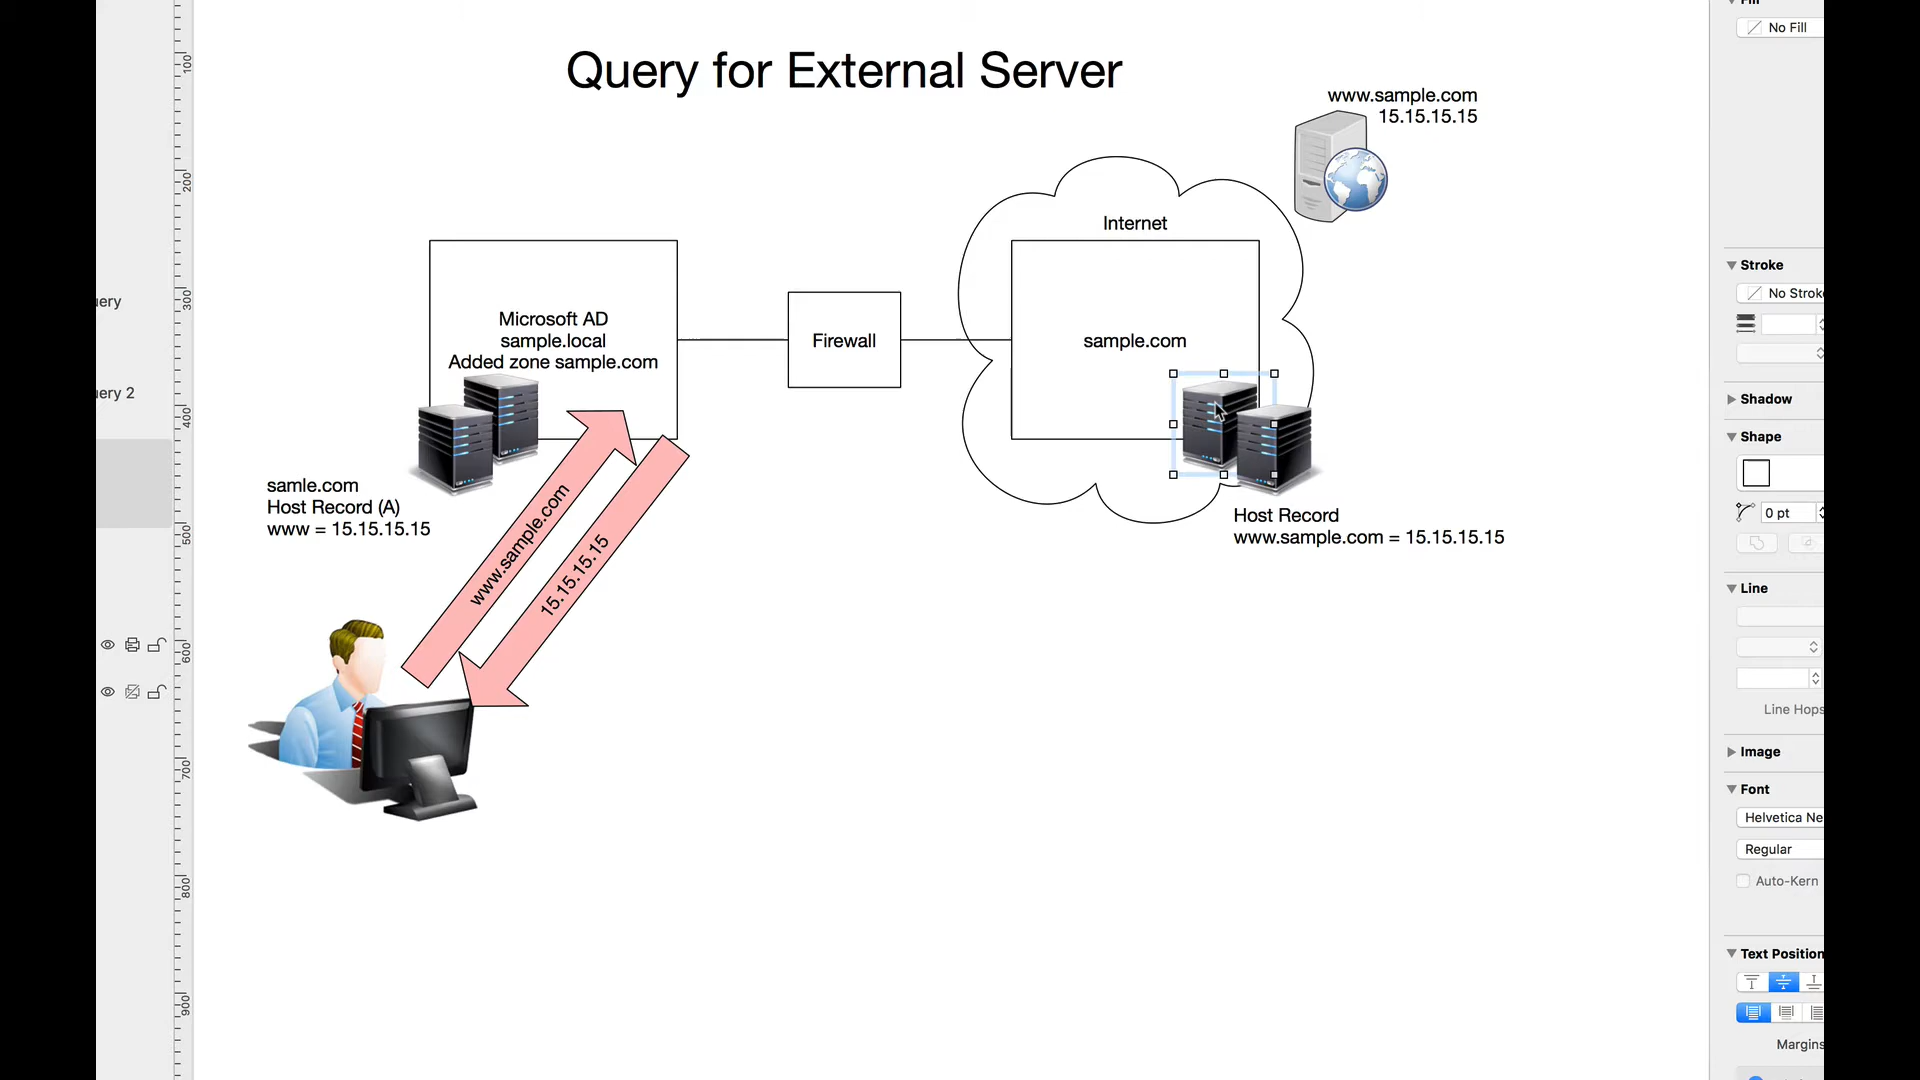 Query for External Server
www.sample.com
15.15.15.15
Internet
Microsoft AD
sample.local
Added zone sample.com
Firewall
sample.com
samle.com
Host Record (A)
www = 15.15.15.15
www.sample.com
15.15.15.15
Host Record
www.sample.com = 15.15.15.15
uery
uery 2
100
200
300
400
500
600
700
800
900
Fill
No Fill
Stroke
No Stroke
Shadow
Shape
0 pt
Line
Line Hops
Image
Font
Helvetica Ne
Regular
Auto-Kern
Text Position
Margins